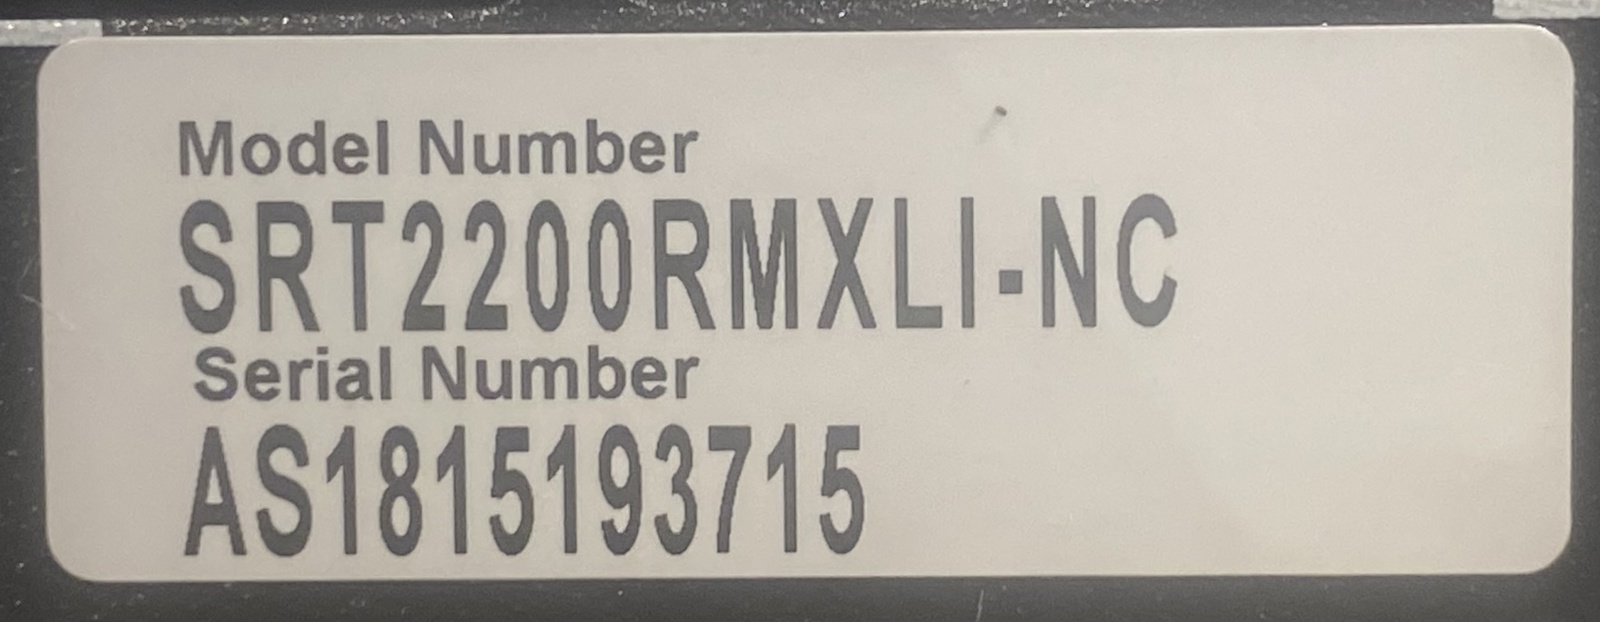 Model Number
SRT2200RMXLI-NC
Serial Number
AS1815193715